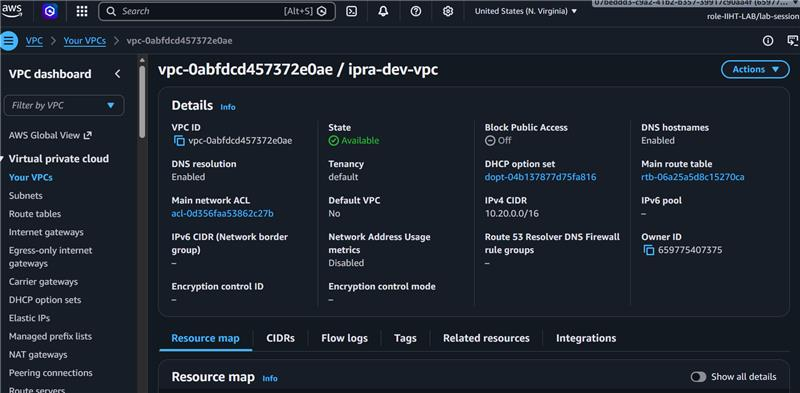 aws
Search
[Alt+S]
United States (N. Virginia)
role-IIHT-LAB/lab-session
VPC
Your VPCs
vpc-0abfdcd457372e0ae
VPC dashboard
Filter by VPC
AWS Global View
Virtual private cloud
Your VPCs
Subnets
Route tables
Internet gateways
Egress-only internet
gateways
Carrier gateways
DHCP option sets
Elastic IPs
Managed prefix lists
NAT gateways
Peering connections
Route servers
vpc-0abfdcd457372e0ae / ipra-dev-vpc
Actions
Details Info
VPC ID
vpc-0abfdcd457372e0ae
State
Available
Block Public Access
Off
DNS hostnames
Enabled
DNS resolution
Enabled
Tenancy
default
DHCP option set
dopt-04b137877d75fa816
Main route table
rtb-06a25a5d8c15270ca
Main network ACL
acl-0d356faa53862c27b
Default VPC
No
IPv4 CIDR
10.20.0.0/16
IPv6 pool
–
IPv6 CIDR (Network border
group)
–
Network Address Usage
metrics
Disabled
Route 53 Resolver DNS Firewall
rule groups
–
Owner ID
659775407375
Encryption control ID
–
Encryption control mode
–
Resource map
CIDRs
Flow logs
Tags
Related resources
Integrations
Resource map Info
Show all details